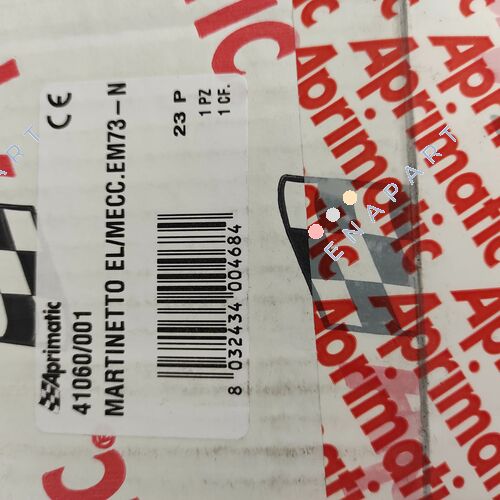 Aprimatic
CE
41060/001
MARTINETTO EL/MECC.EM73-N
23 P
1 PZ
1 CF.
8 032434 004684
Aprimatic
Aprimatic
Aprimatic
Aprimatic
Aprimatic
ENAPART